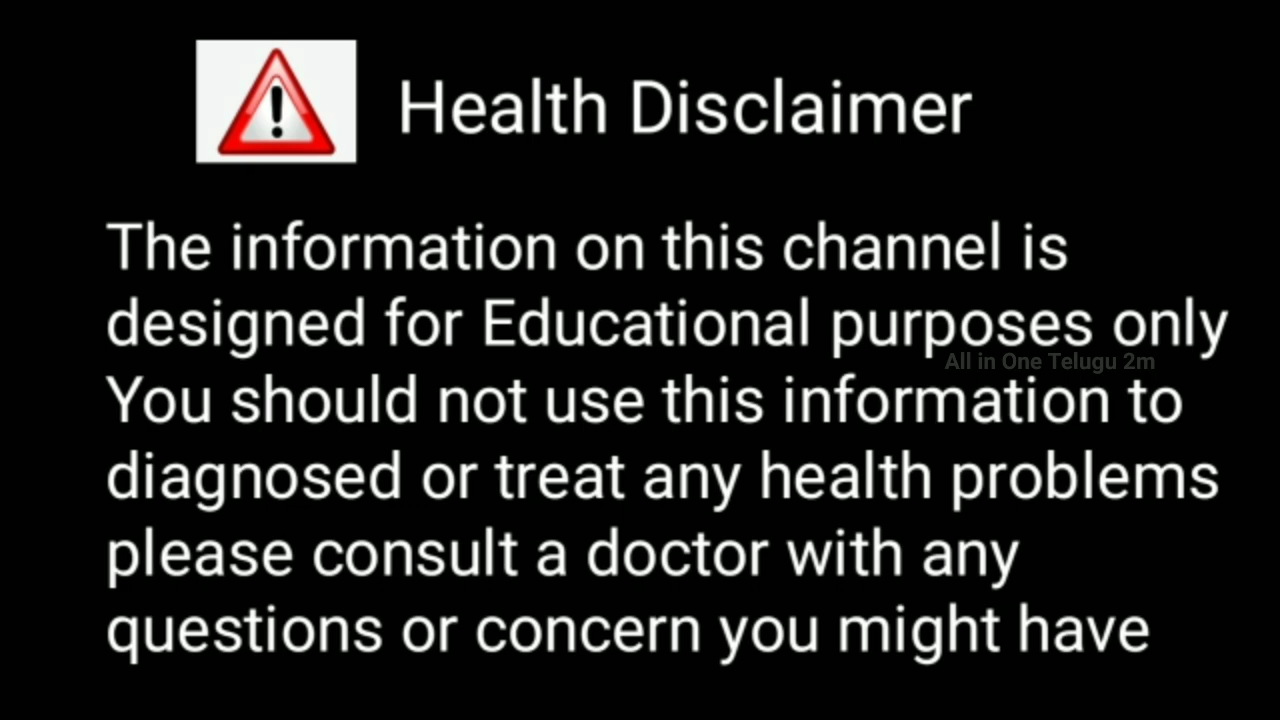 Health Disclaimer
The information on this channel is
designed for Educational purposes only
All in One Telugu 2m
You should not use this information to
diagnosed or treat any health problems
please consult a doctor with any
questions or concern you might have